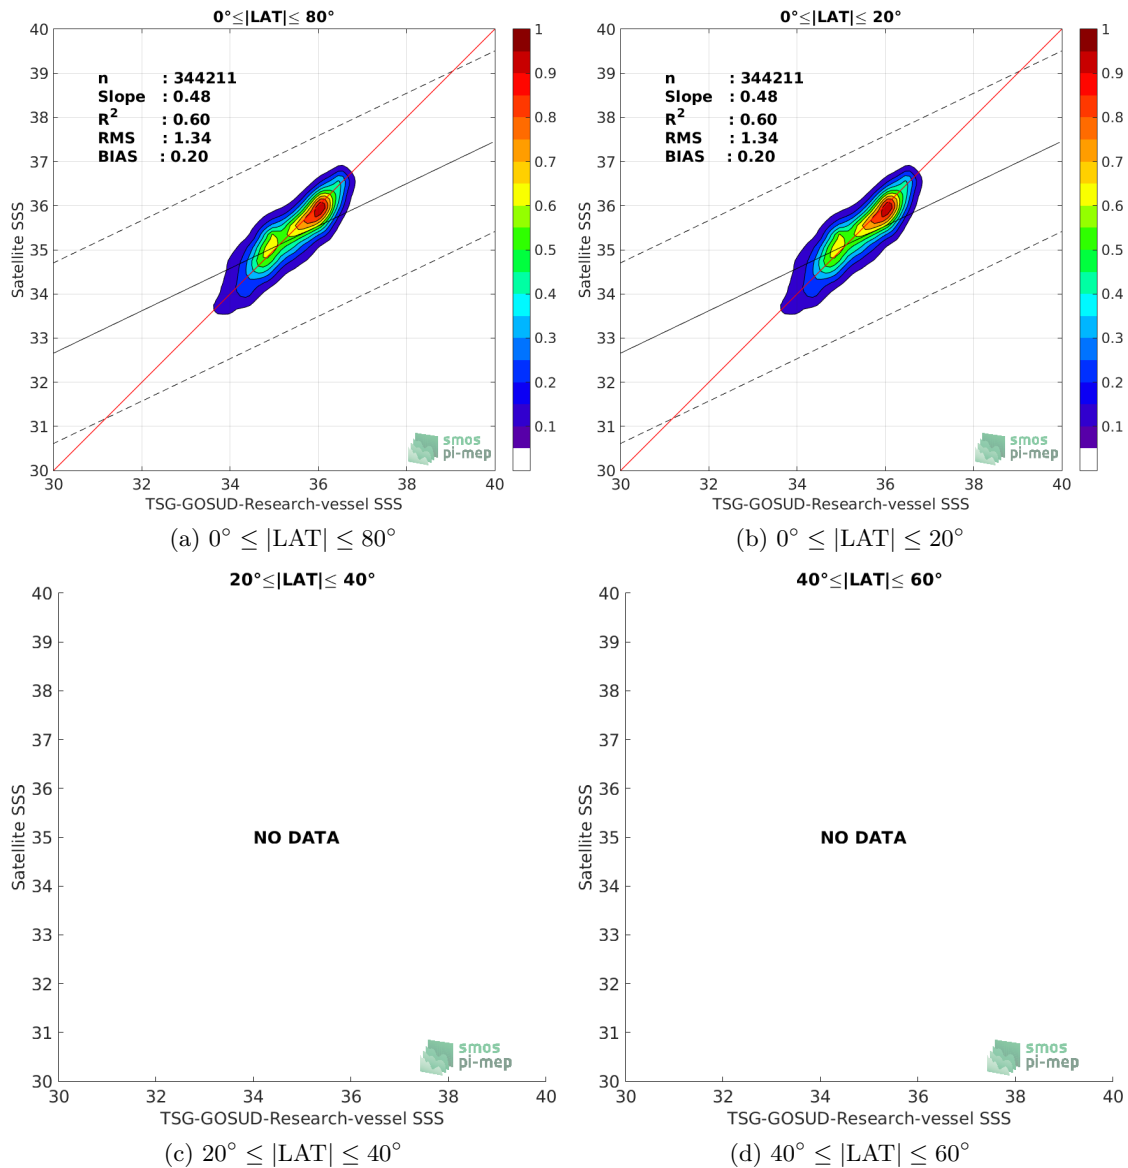 0°≤|LAT|≤ 80°
40
39
38
37
36
35
34
33
32
31
30
Satellite SSS
n : 344211
Slope : 0.48
R² : 0.60
RMS : 1.34
BIAS : 0.20
smos
pi-mep
30 32 34 36 38 40
TSG-GOSUD-Research-vessel SSS
1
0.9
0.8
0.7
0.6
0.5
0.4
0.3
0.2
0.1
(a) 0° ≤ |LAT| ≤ 80°
0°≤|LAT|≤ 20°
40
39
38
37
36
35
34
33
32
31
30
Satellite SSS
n : 344211
Slope : 0.48
R² : 0.60
RMS : 1.34
BIAS : 0.20
smos
pi-mep
30 32 34 36 38 40
TSG-GOSUD-Research-vessel SSS
1
0.9
0.8
0.7
0.6
0.5
0.4
0.3
0.2
0.1
(b) 0° ≤ |LAT| ≤ 20°
20°≤|LAT|≤ 40°
40
39
38
37
36
35
34
33
32
31
30
Satellite SSS
NO DATA
smos
pi-mep
30 32 34 36 38 40
TSG-GOSUD-Research-vessel SSS
(c) 20° ≤ |LAT| ≤ 40°
40°≤|LAT|≤ 60°
40
39
38
37
36
35
34
33
32
31
30
Satellite SSS
NO DATA
smos
pi-mep
30 32 34 36 38 40
TSG-GOSUD-Research-vessel SSS
(d) 40° ≤ |LAT| ≤ 60°